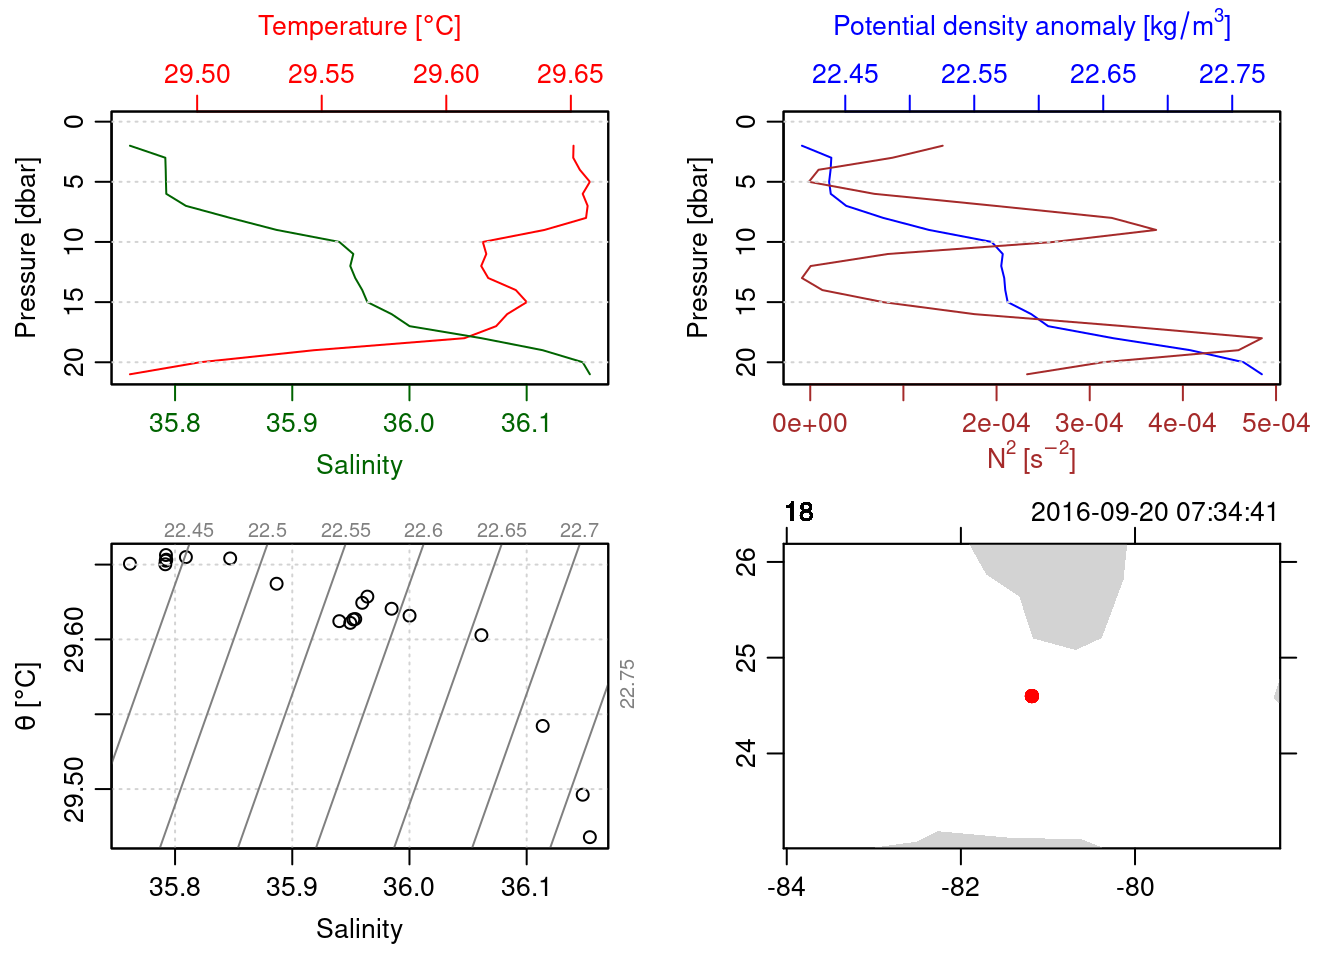 Temperature [°C]
29.50 29.55 29.60 29.65
0
5
10
15
20
Pressure [dbar]
35.8 35.9 36.0 36.1
Salinity
Potential density anomaly [kg/m³]
22.45 22.55 22.65 22.75
0
5
10
15
20
Pressure [dbar]
0e+00 2e-04 3e-04 4e-04 5e-04
N² [s⁻²]
22.45 22.5 22.55 22.6 22.65 22.7
22.75
29.60
29.50
θ [°C]
35.8 35.9 36.0 36.1
Salinity
18 2016-09-20 07:34:41
26
25
24
-84 -82 -80